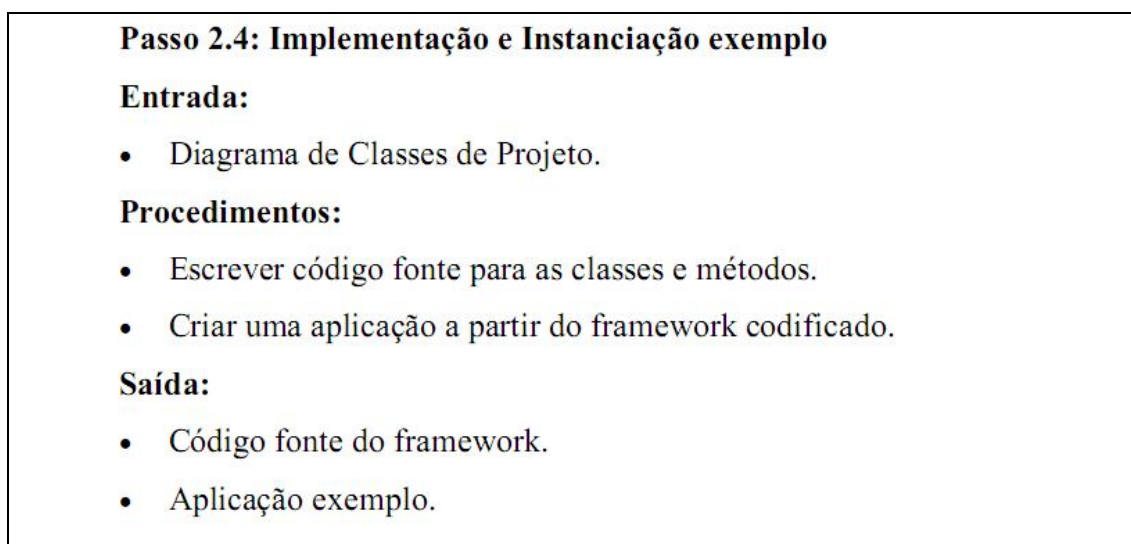 Passo 2.4: Implementação e Instanciação exemplo
Entrada:
• Diagrama de Classes de Projeto.
Procedimentos:
• Escrever código fonte para as classes e métodos.
• Criar uma aplicação a partir do framework codificado.
Saída:
• Código fonte do framework.
• Aplicação exemplo.